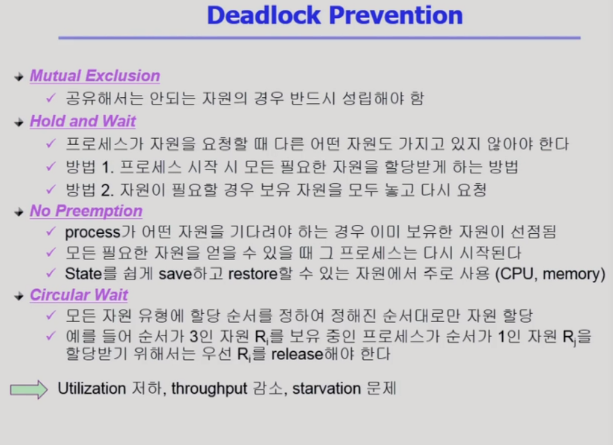 Deadlock Prevention
Mutual Exclusion
공유해서는 안되는 자원의 경우 반드시 성립해야 함
Hold and Wait
프로세스가 자원을 요청할 때 다른 어떤 자원도 가지고 있지 않아야 한다
방법 1. 프로세스 시작 시 모든 필요한 자원을 할당받게 하는 방법
방법 2. 자원이 필요할 경우 보유 자원을 모두 놓고 다시 요청
No Preemption
process가 어떤 자원을 기다려야 하는 경우 이미 보유한 자원이 선점됨
모든 필요한 자원을 얻을 수 있을 때 그 프로세스는 다시 시작된다
State를 쉽게 save하고 restore할 수 있는 자원에서 주로 사용 (CPU, memory)
Circular Wait
모든 자원 유형에 할당 순서를 정하여 정해진 순서대로만 자원 할당
예를 들어 순서가 3인 자원 Ri를 보유 중인 프로세스가 순서가 1인 자원 Rj을
할당받기 위해서는 우선 Ri를 release해야 한다
Utilization 저하, throughput 감소, starvation 문제